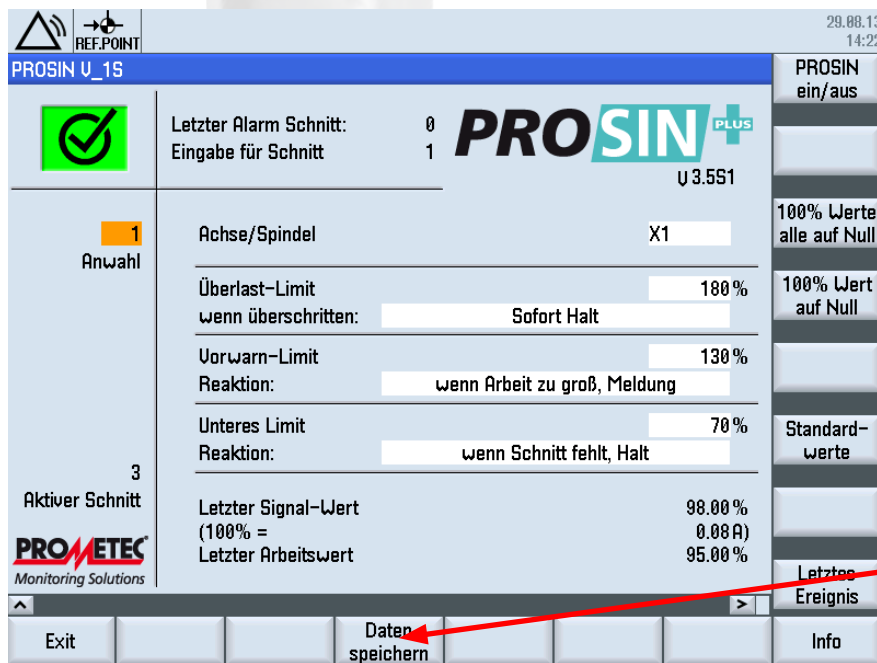 REF.POINT
29.08.13
14:22
PROSIN V_1S
PROSIN
ein/aus
Letzter Alarm Schnitt: 0
Eingabe für Schnitt 1
PROSIN PLUS
V 3.5S1
100% Werte
alle auf Null
1
Anwahl
Achse/Spindel X1
100% Wert
auf Null
Überlast-Limit 180%
wenn überschritten: Sofort Halt
Vorwarn-Limit 130%
Reaktion: wenn Arbeit zu groß, Meldung
Unteres Limit 70%
Reaktion: wenn Schnitt fehlt, Halt
Standard-
werte
3
Aktiver Schnitt
Letzter Signal-Wert 98.00%
(100% = 0.08A)
Letzter Arbeitswert 95.00%
PROMETEC
Monitoring Solutions
Letztes
Ereignis
Exit
Daten
speichern
Info